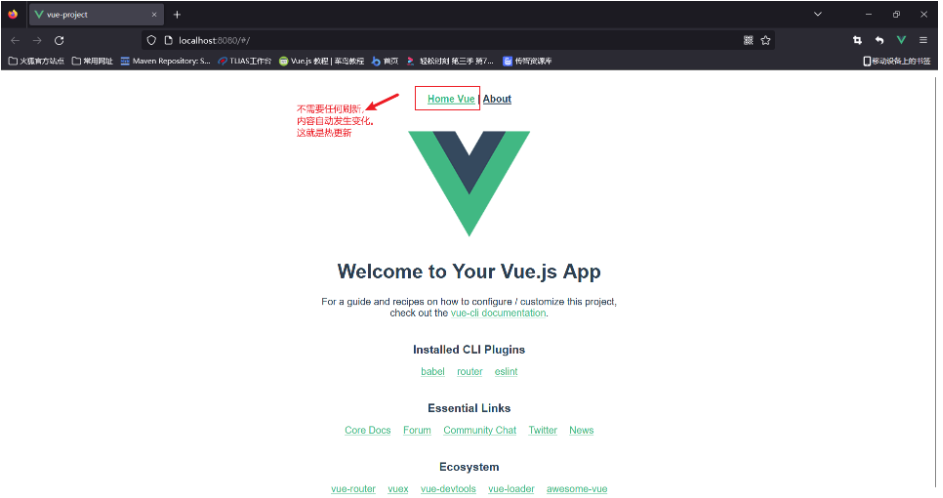 vue-project
localhost:8080/#/
火狐官方站点 常用网址 Maven Repository: S... TLIAS工作台 Vue.js 教程 | 菜鸟教程 首页 轻松时刻 第三季 第7... 传智资源库 移动设备上的书签
Home Vue | About
不需要任何刷新,
内容自动发生变化,
这就是热更新
Welcome to Your Vue.js App
For a guide and recipes on how to configure / customize this project,
check out the vue-cli documentation.
Installed CLI Plugins
babel router eslint
Essential Links
Core Docs Forum Community Chat Twitter News
Ecosystem
vue-router vuex vue-devtools vue-loader awesome-vue